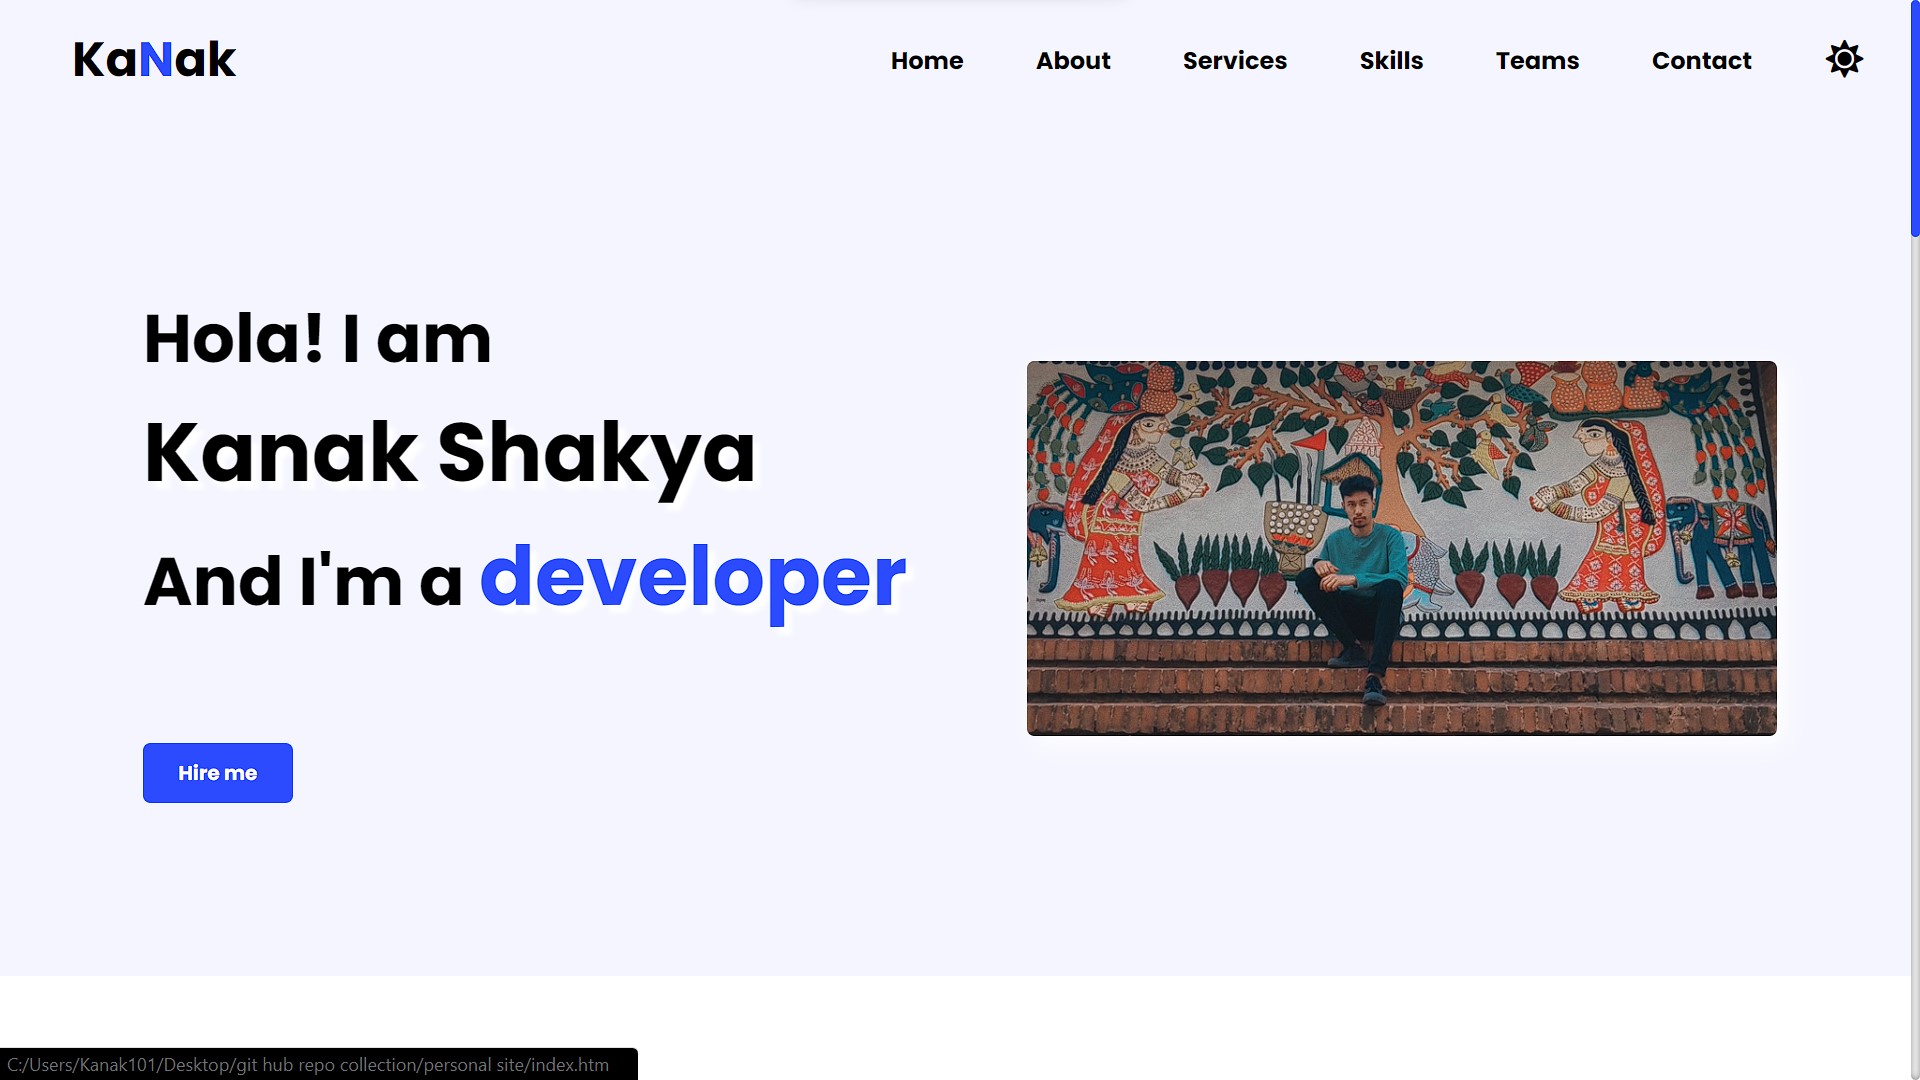 KaNak
Home About Services Skills Teams Contact
Hola! I am
Kanak Shakya
And I'm a developer
Hire me
C:/Users/Kanak101/Desktop/git hub repo collection/personal site/index.htm